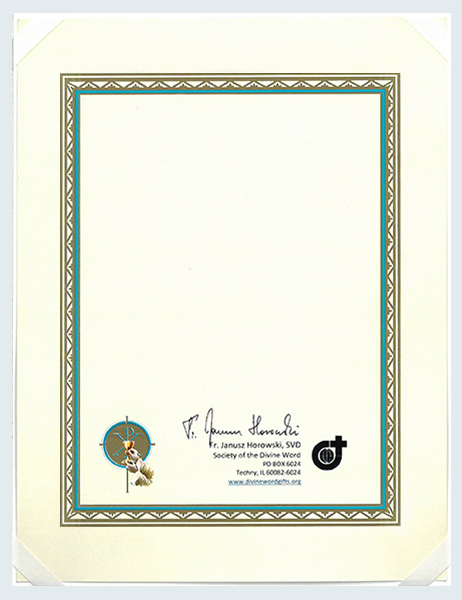 Fr. Janusz Horowski
Fr. Janusz Horowski, SVD
Society of the Divine Word
PO BOX 6024
Techny, IL 60082-6024
www.divinewordgifts.org